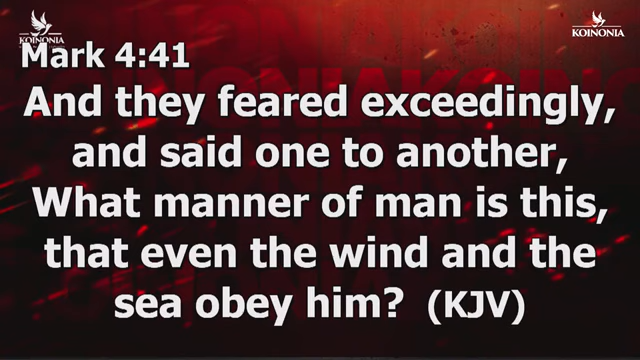 KOINONIA
KOINONIA
Mark 4:41
And they feared exceedingly,
and said one to another,
What manner of man is this,
that even the wind and the
sea obey him? (KJV)